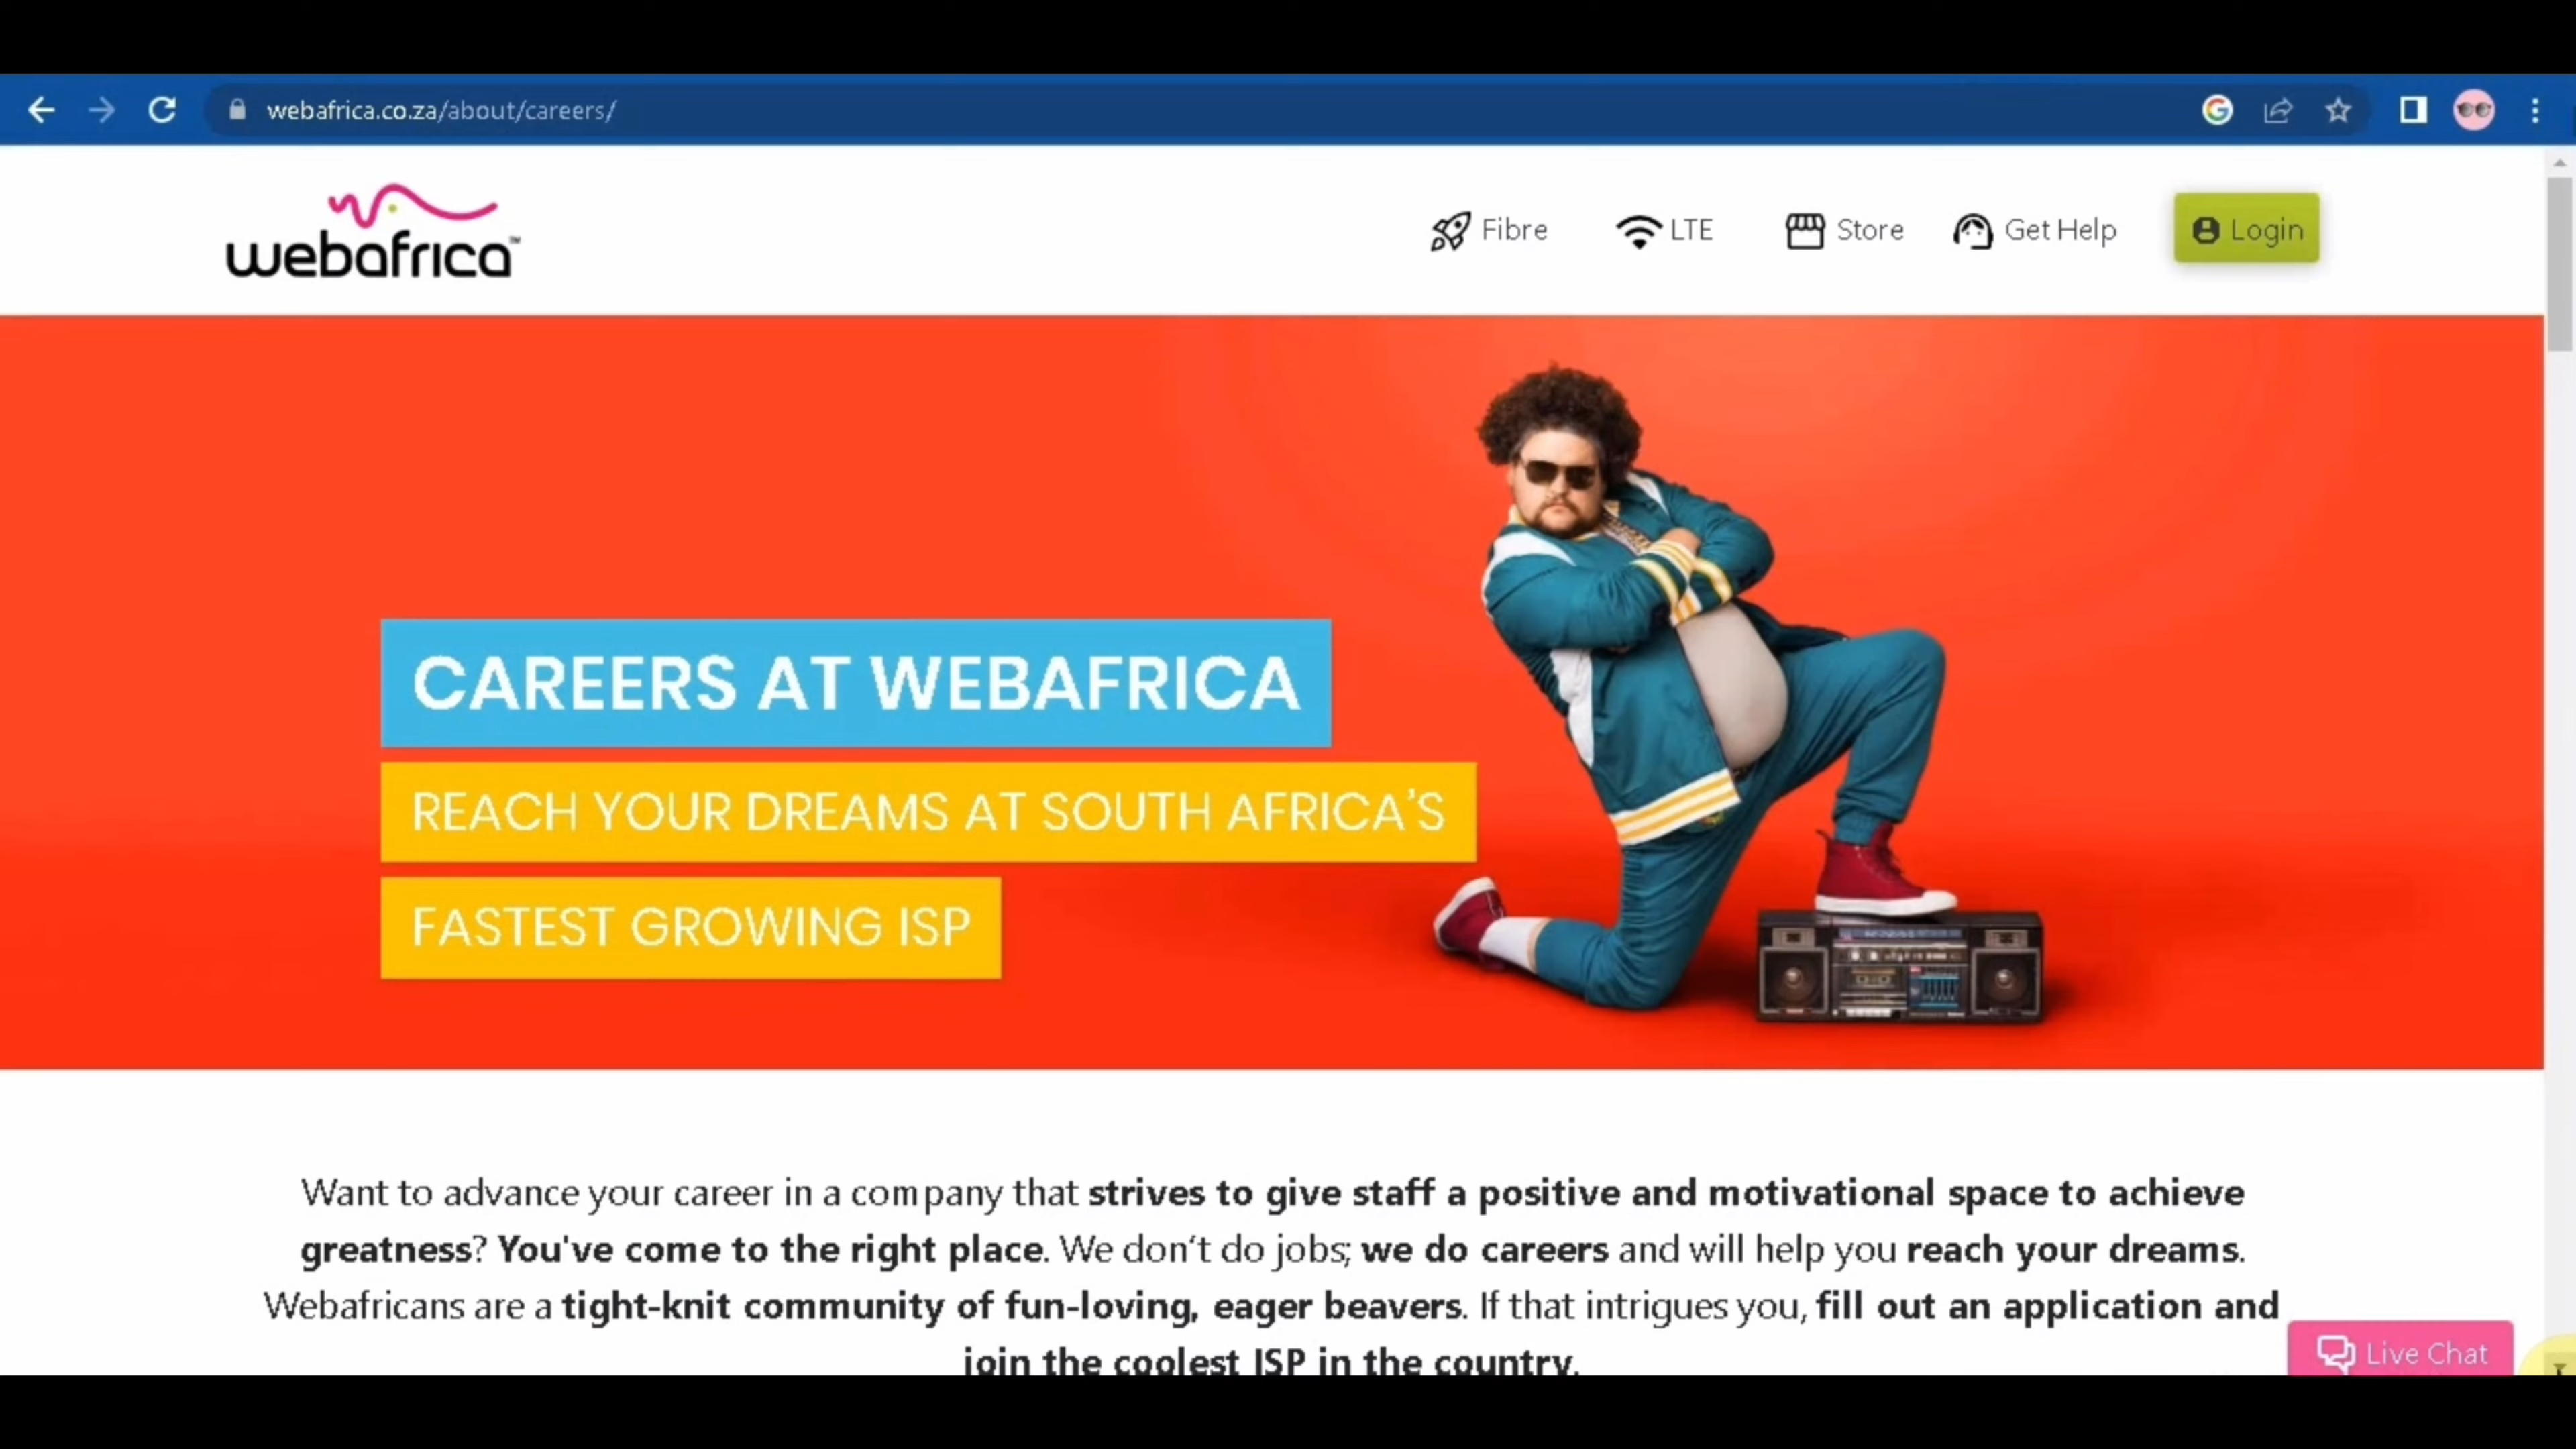 webafrica.co.za/about/careers/
webafrica™
Fibre
LTE
Store
Get Help
Login
CAREERS AT WEBAFRICA
REACH YOUR DREAMS AT SOUTH AFRICA'S
FASTEST GROWING ISP
Want to advance your career in a company that strives to give staff a positive and motivational space to achieve
greatness? You've come to the right place. We don't do jobs; we do careers and will help you reach your dreams.
Webafricans are a tight-knit community of fun-loving, eager beavers. If that intrigues you, fill out an application and
join the coolest ISP in the country.
Live Chat